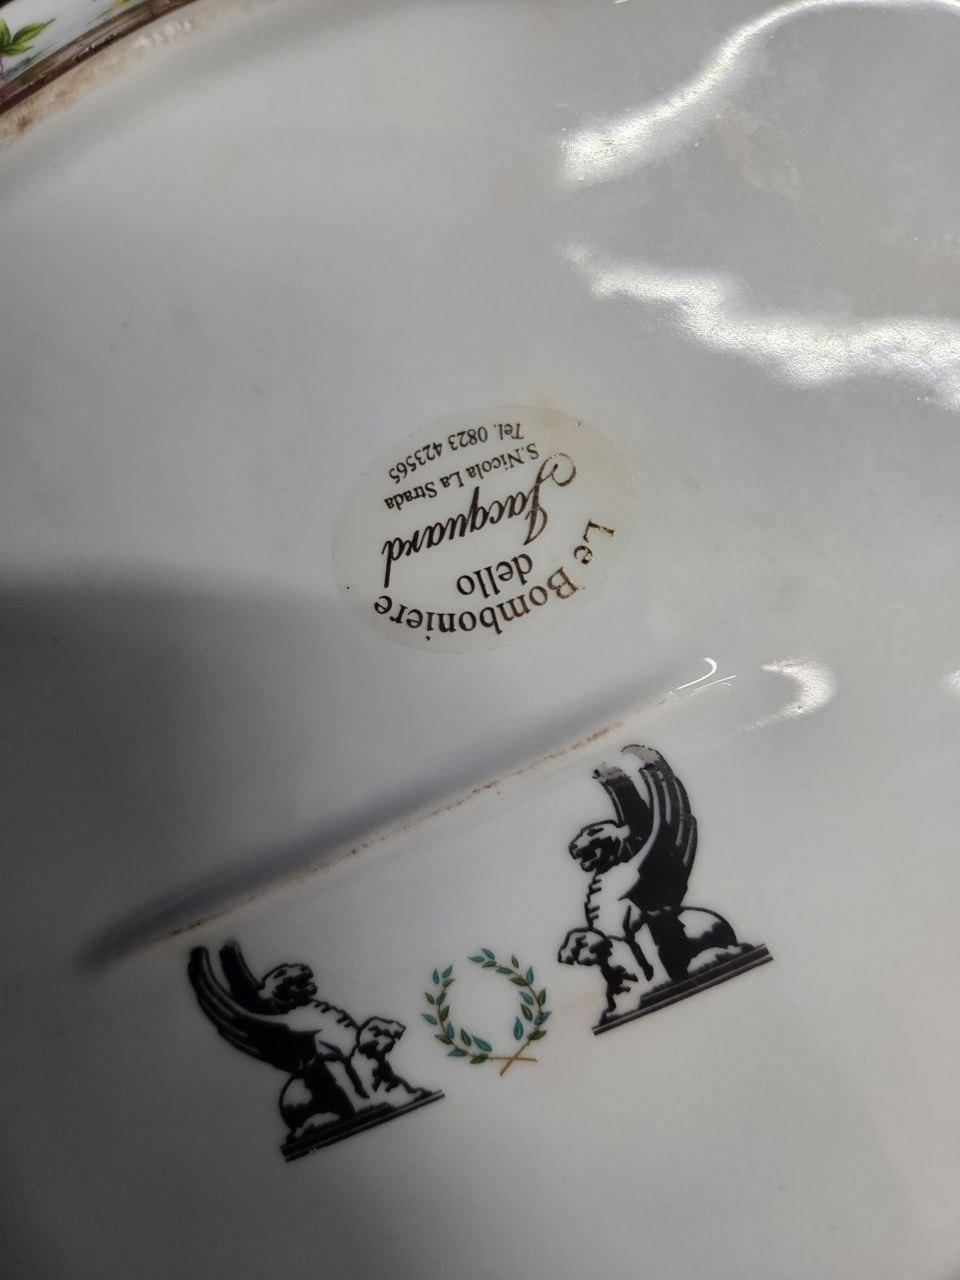 Le Bomboniere
dello
Jacquard
S.Nicola La Strada
Tel. 0823 423565